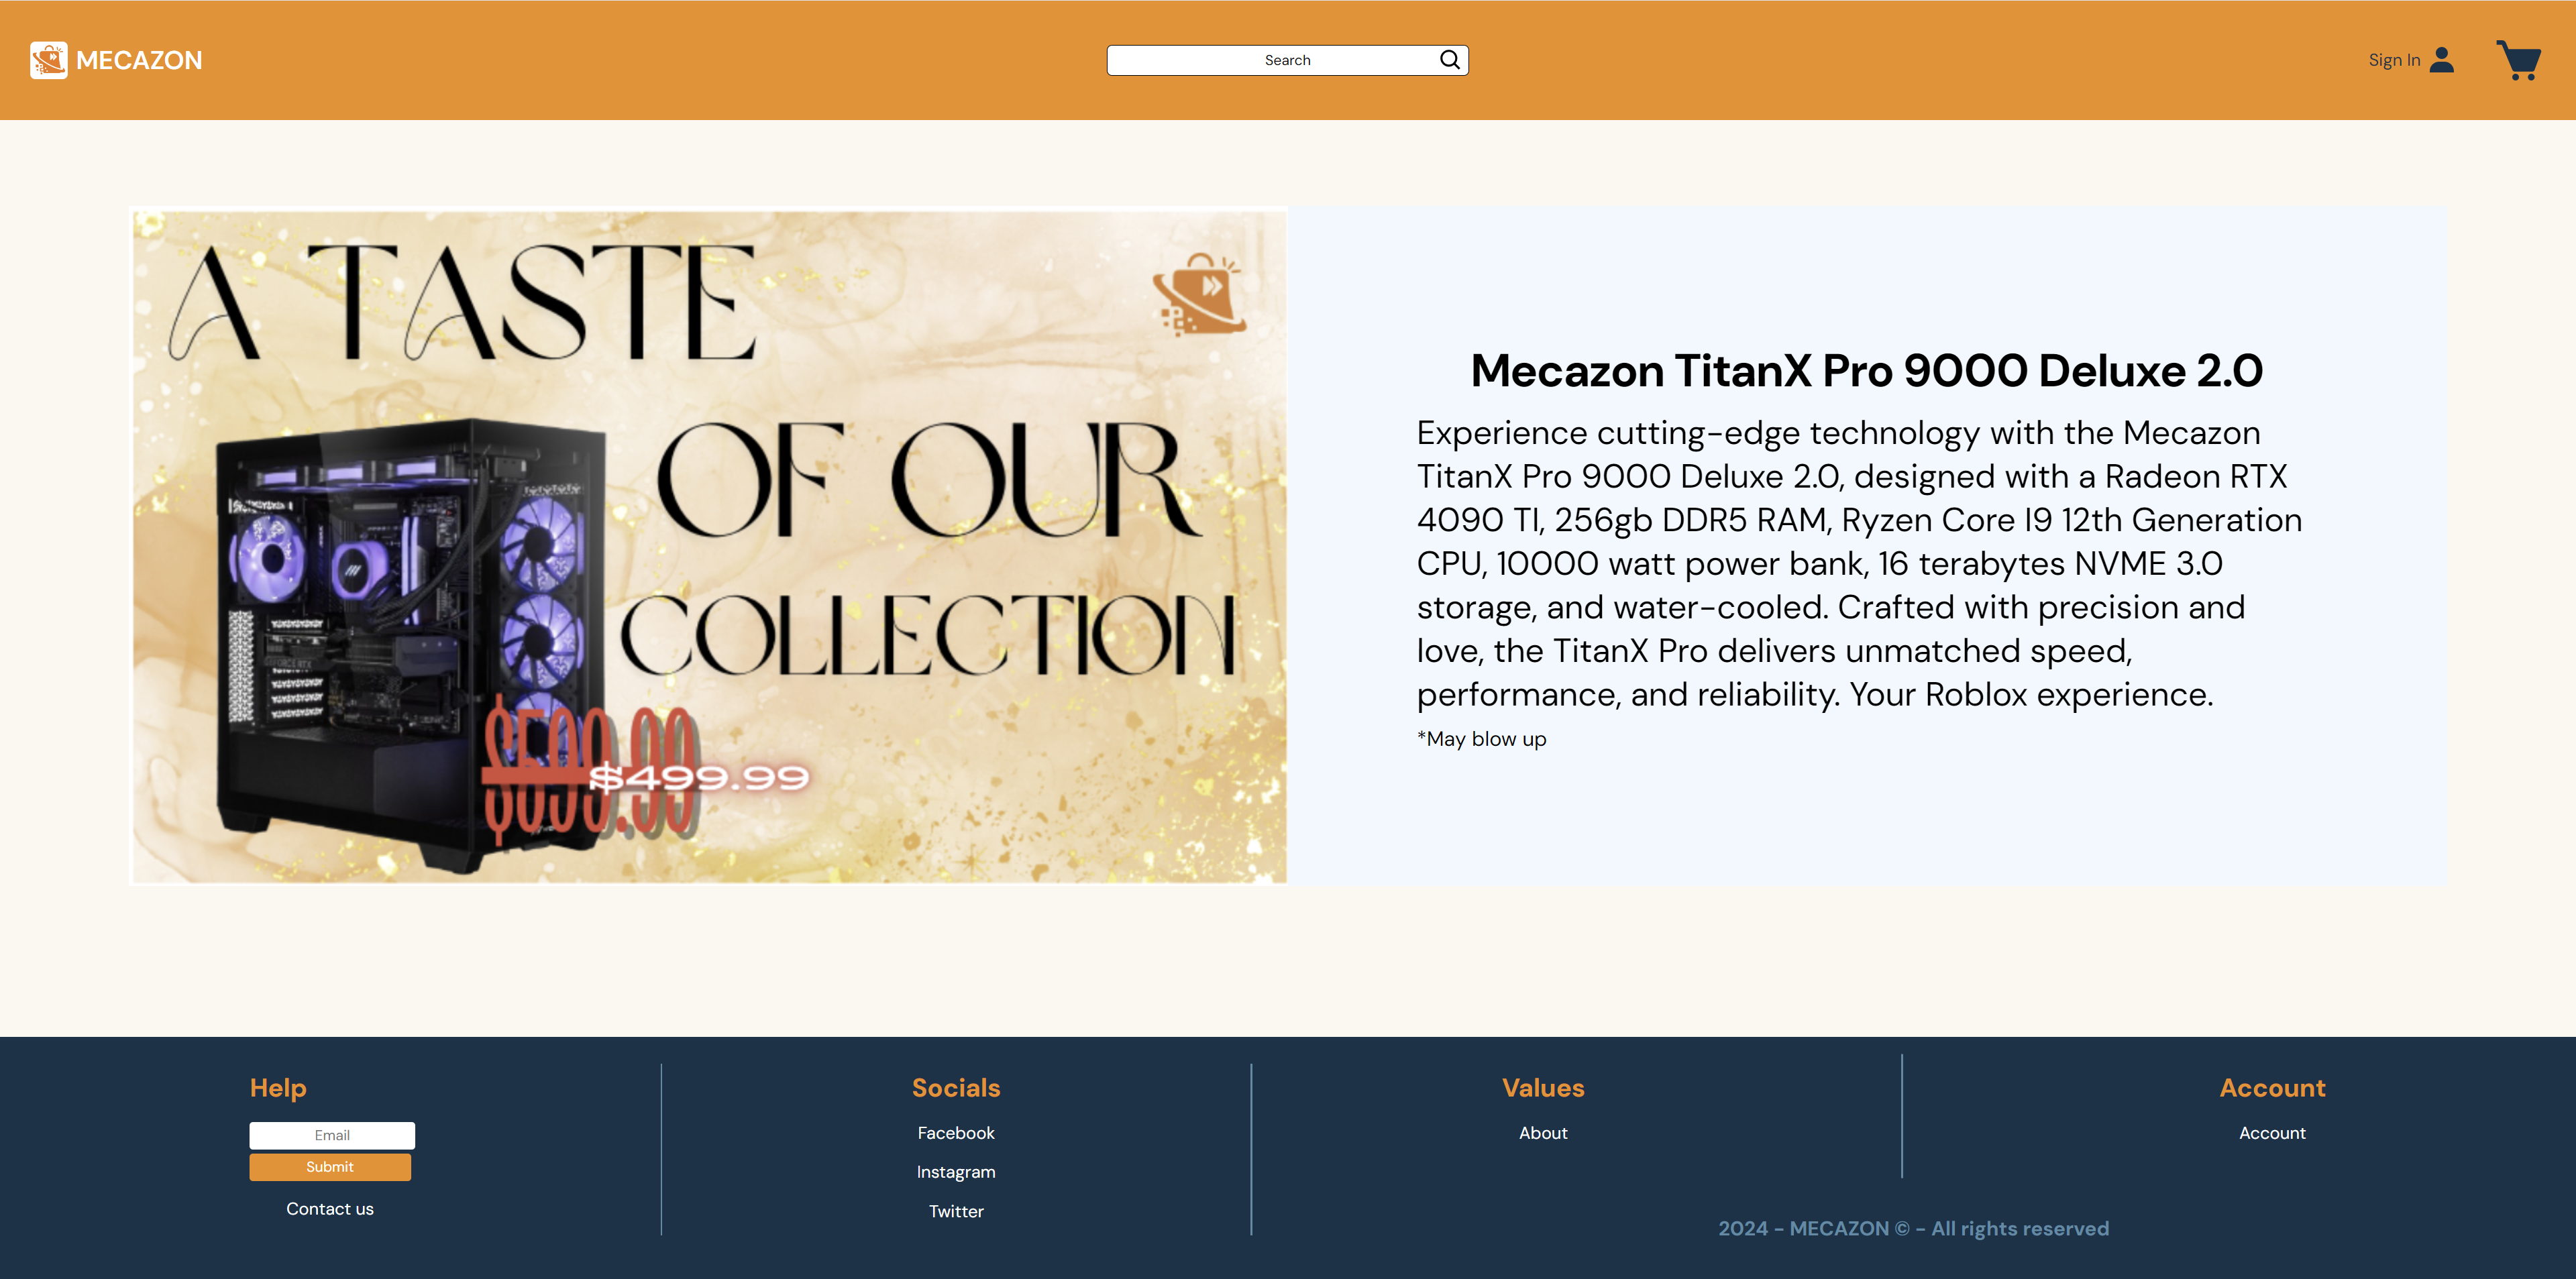 MECAZON
Search
Sign In
A TASTE
OF OUR
COLLECTION
$499.99
Mecazon TitanX Pro 9000 Deluxe 2.0
Experience cutting-edge technology with the Mecazon
TitanX Pro 9000 Deluxe 2.0, designed with a Radeon RTX
4090 TI, 256gb DDR5 RAM, Ryzen Core I9 12th Generation
CPU, 10000 watt power bank, 16 terabytes NVME 3.0
storage, and water-cooled. Crafted with precision and
love, the TitanX Pro delivers unmatched speed,
performance, and reliability. Your Roblox experience.
*May blow up
Help
Email
Submit
Contact us
Socials
Facebook
Instagram
Twitter
Values
About
Account
Account
2024 - MECAZON © - All rights reserved